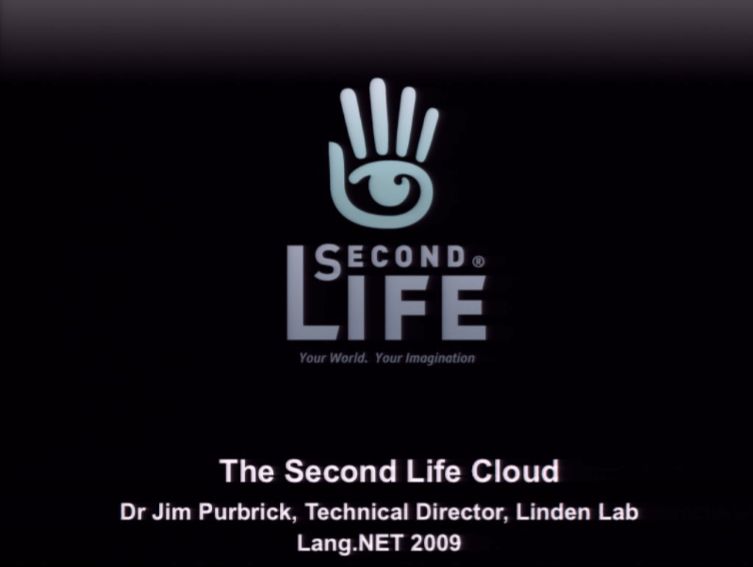 SECOND®
LIFE
Your World. Your Imagination
The Second Life Cloud
Dr Jim Purbrick, Technical Director, Linden Lab
Lang.NET 2009